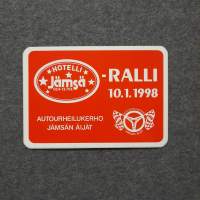 HOTELLI
Jämsä
-RALLI
10.1.1998
AUTOURHEILUKERHO
JÄMSÄN ÄIJÄT